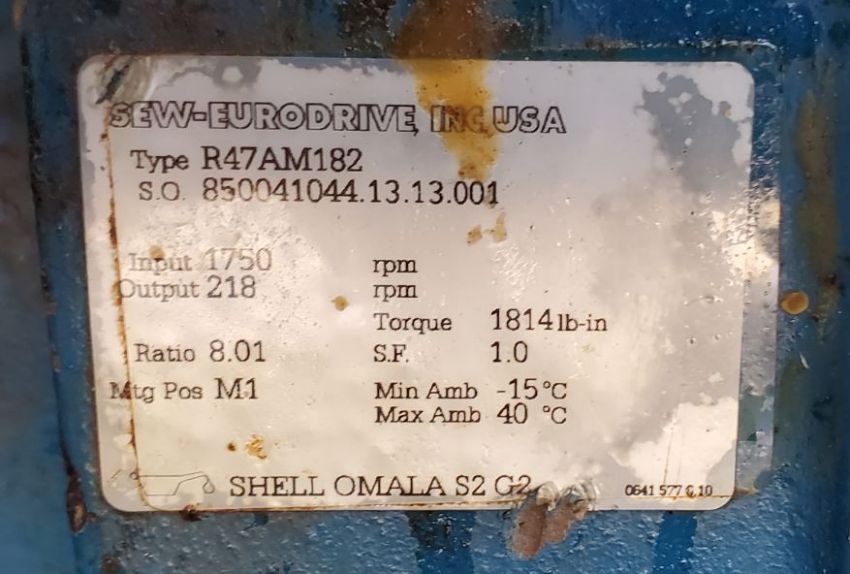 SEW-EURODRIVE, INC, USA
Type R47AM182
S.O. 850041044.13.13.001
Input 1750 rpm
Output 218 rpm
Torque 1814 lb-in
Ratio 8.01 S.F. 1.0
Mtg Pos M1 Min Amb -15 °C
Max Amb 40 °C
SHELL OMALA S2 G2
0641 577 6.10